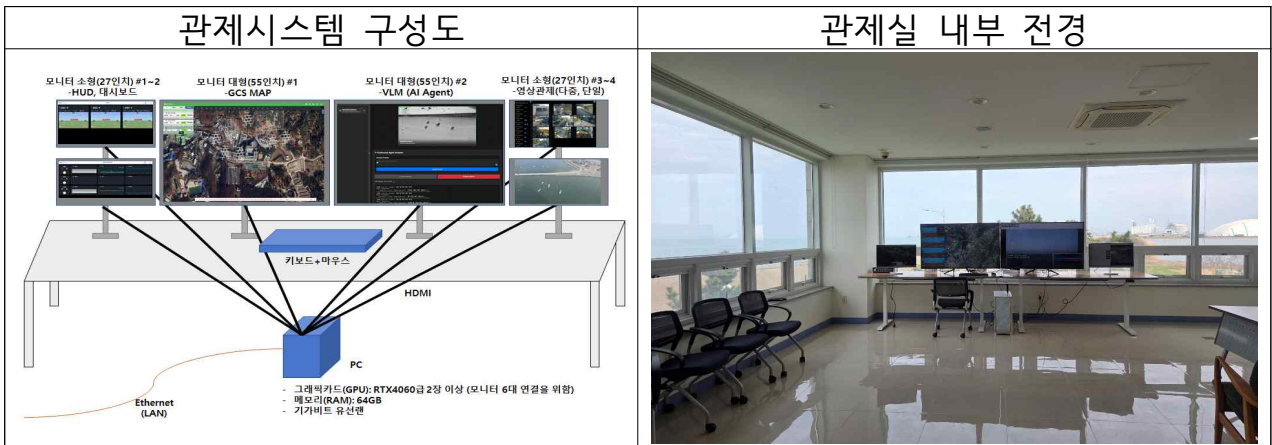 관제시스템 구성도
관제실 내부 전경
모니터 소형(27인치) #1~2
-HUD, 대시보드
모니터 대형(55인치) #1
-GCS MAP
모니터 대형(55인치) #2
-VLM (AI Agent)
모니터 소형(27인치) #3~4
-영상관제(다중, 단일)
키보드+마우스
HDMI
PC
Ethernet
(LAN)
- 그래픽카드(GPU): RTX4060급 2장 이상 (모니터 6대 연결을 위함)
- 메모리(RAM): 64GB
- 기가비트 유선랜